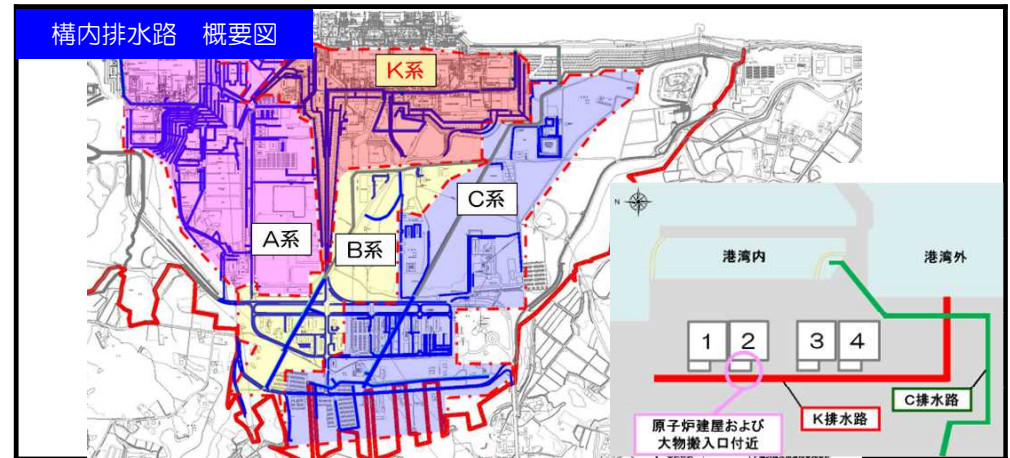 構内排水路 概要図
K系
A系
B系
C系
N
港湾内
港湾外
1
2
3
4
C排水路
K排水路
原子炉建屋および
大物搬入口付近